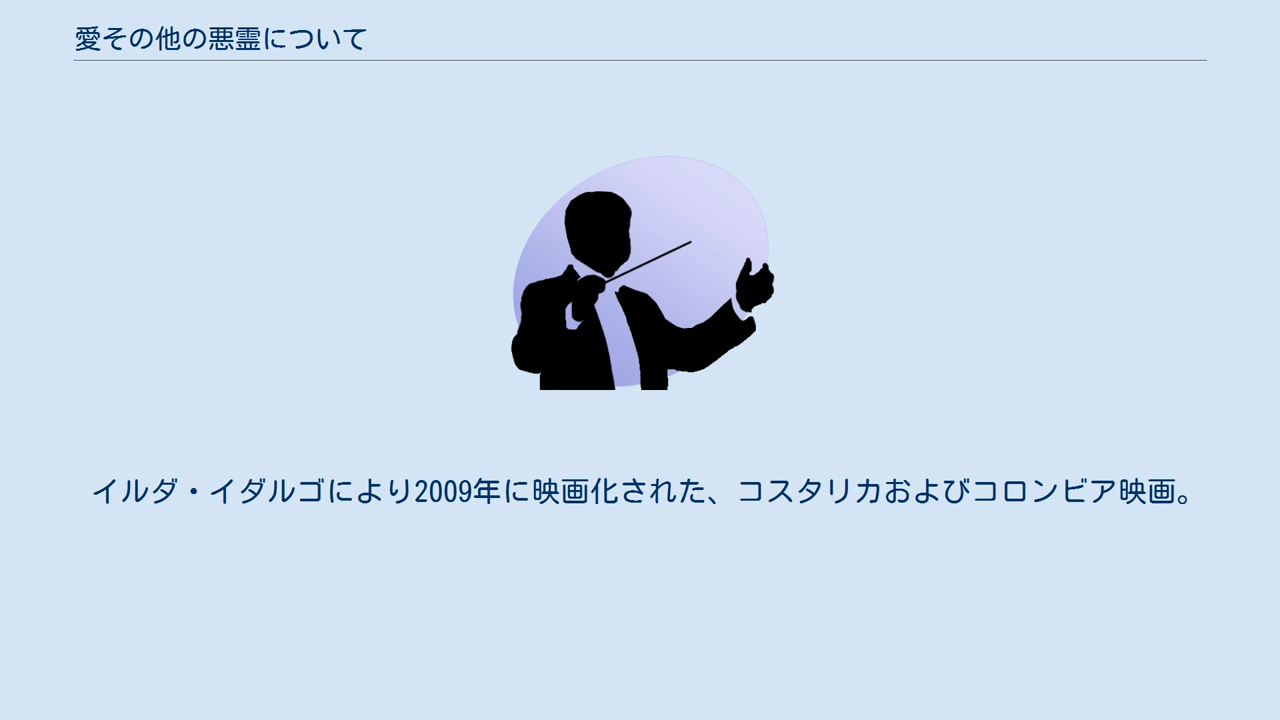 愛その他の悪霊について
イルダ・イダルゴにより2009年に映画化された、コスタリカおよびコロンビア映画。